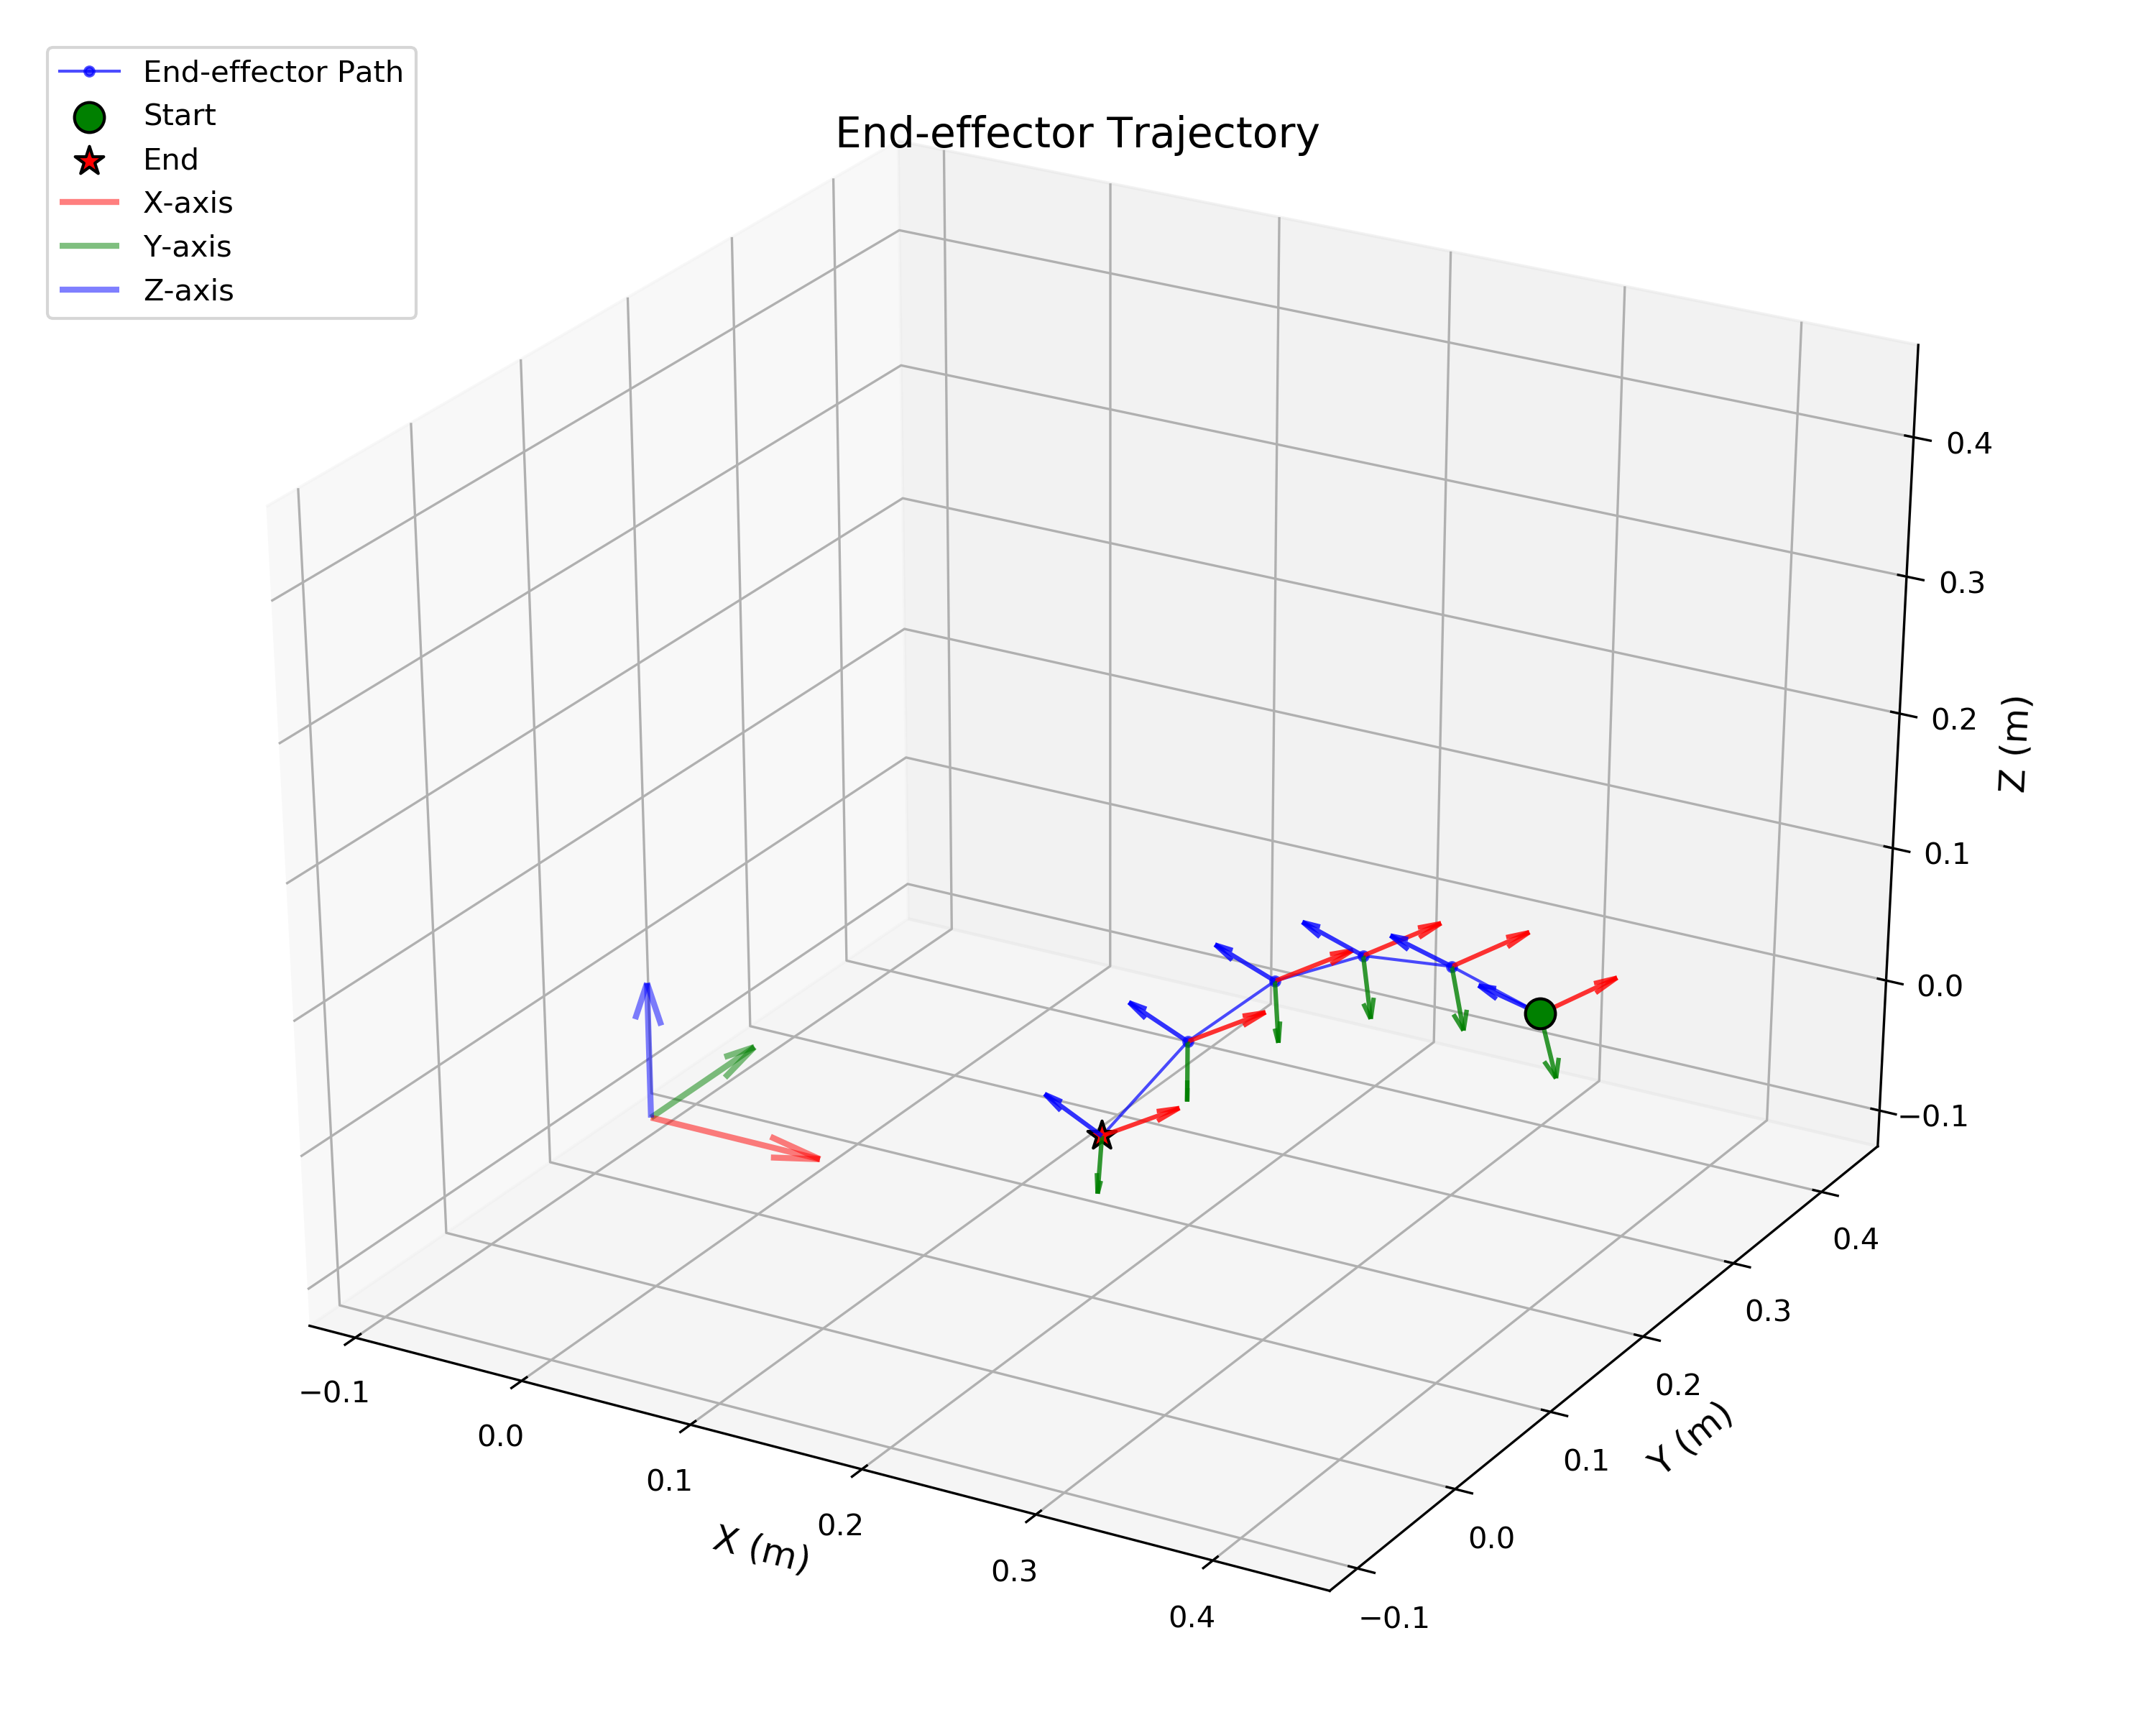 End-effector Trajectory
End-effector Path
Start
End
X-axis
Y-axis
Z-axis
0.4
0.3
0.2
0.1
0.0
−0.1
Z (m)
0.4
0.3
0.2
0.1
0.0
−0.1
Y (m)
−0.1
0.0
0.1
0.2
0.3
0.4
X (m)